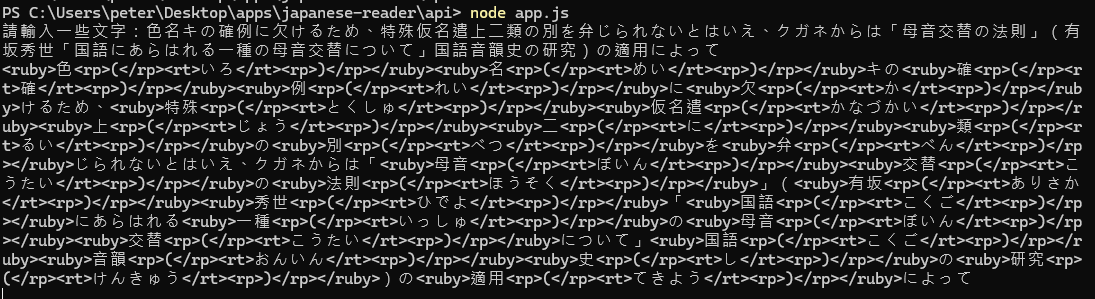 PS C:\Users\peter\Desktop\apps\japanese-reader\api> node app.js
請輸入一些文字：色名キの確例に欠けるため、特殊仮名遣上二類の別を弁じられないとはいえ、クガネからは「母音交替の法則」（有
坂秀世「国語にあらはれる一種の母音交替について」国語音韻史の研究）の適用によって
<ruby>色<rp>(</rp><rt>いろ</rt><rp>)</rp></ruby><ruby>名<rp>(</rp><rt>めい</rt><rp>)</rp></ruby>キの<ruby>確<rp>(</rp><r
t>確</rt><rp>)</rp></ruby><ruby>例<rp>(</rp><rt>れい</rt><rp>)</rp></ruby>に<ruby>欠<rp>(</rp><rt>か</rt><rp>)</rp></rub
y>けるため、<ruby>特殊<rp>(</rp><rt>とくしゅ</rt><rp>)</rp></ruby><ruby>仮名遣<rp>(</rp><rt>かなづかい</rt><rp>)</rp></r
uby><ruby>上<rp>(</rp><rt>じょう</rt><rp>)</rp></ruby><ruby>二<rp>(</rp><rt>に</rt><rp>)</rp></ruby><ruby>類<rp>(</rp><r
t>るい</rt><rp>)</rp></ruby>の<ruby>別<rp>(</rp><rt>べつ</rt><rp>)</rp></ruby>を<ruby>弁<rp>(</rp><rt>べん</rt><rp>)</rp
></ruby>じられないとはいえ、クガネからは「<ruby>母音<rp>(</rp><rt>ぼいん</rt><rp>)</rp></ruby><ruby>交替<rp>(</rp><rt>こ
うたい</rt><rp>)</rp></ruby>の<ruby>法則<rp>(</rp><rt>ほうそく</rt><rp>)</rp></ruby>」（<ruby>有坂<rp>(</rp><rt>ありさか
</rt><rp>)</rp></ruby><ruby>秀世<rp>(</rp><rt>ひでよ</rt><rp>)</rp></ruby>「<ruby>国語<rp>(</rp><rt>こくご</rt><rp>)</rp
></ruby>にあらはれる<ruby>一種<rp>(</rp><rt>いっしゅ</rt><rp>)</rp></ruby>の<ruby>母音<rp>(</rp><rt>ぼいん</rt><rp>)</rp
></ruby><ruby>交替<rp>(</rp><rt>こうたい</rt><rp>)</rp></ruby>について」<ruby>国語<rp>(</rp><rt>こくご</rt><rp>)</rp></r
uby><ruby>音韻<rp>(</rp><rt>おんいん</rt><rp>)</rp></ruby><ruby>史<rp>(</rp><rt>し</rt><rp>)</rp></ruby>の<ruby>研究<rp>
(</rp><rt>けんきゅう</rt><rp>)</rp></ruby>）の<ruby>適用<rp>(</rp><rt>てきよう</rt><rp>)</rp></ruby>によって